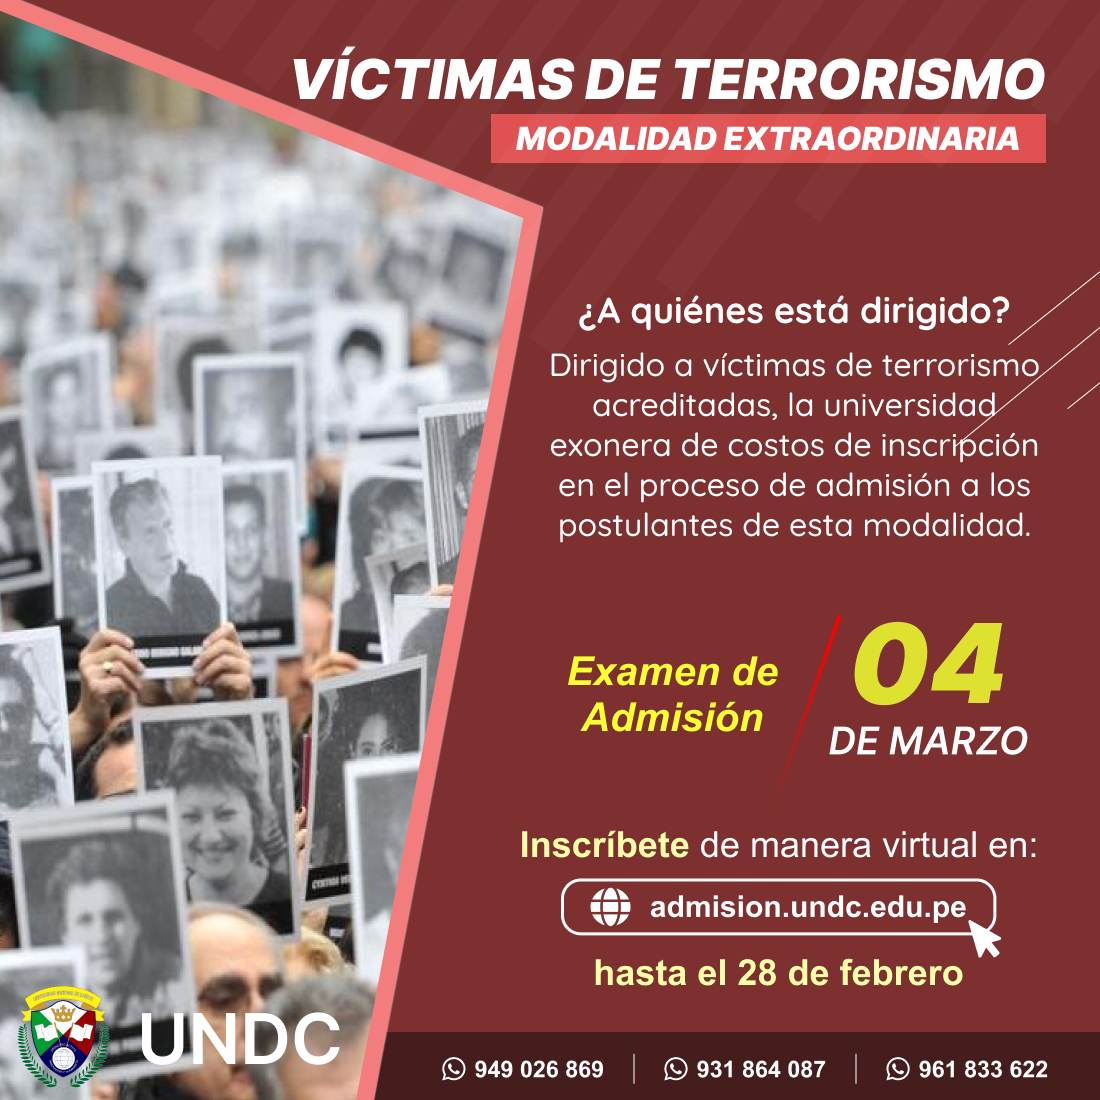 VÍCTIMAS DE TERRORISMO
MODALIDAD EXTRAORDINARIA
¿A quiénes está dirigido?
Dirigido a víctimas de terrorismo
acreditadas, la universidad
exonera de costos de inscripción
en el proceso de admisión a los
postulantes de esta modalidad.
Examen de
Admisión
04
DE MARZO
Inscríbete de manera virtual en:
admision.undc.edu.pe
hasta el 28 de febrero
UNDC
949 026 869
931 864 087
961 833 622